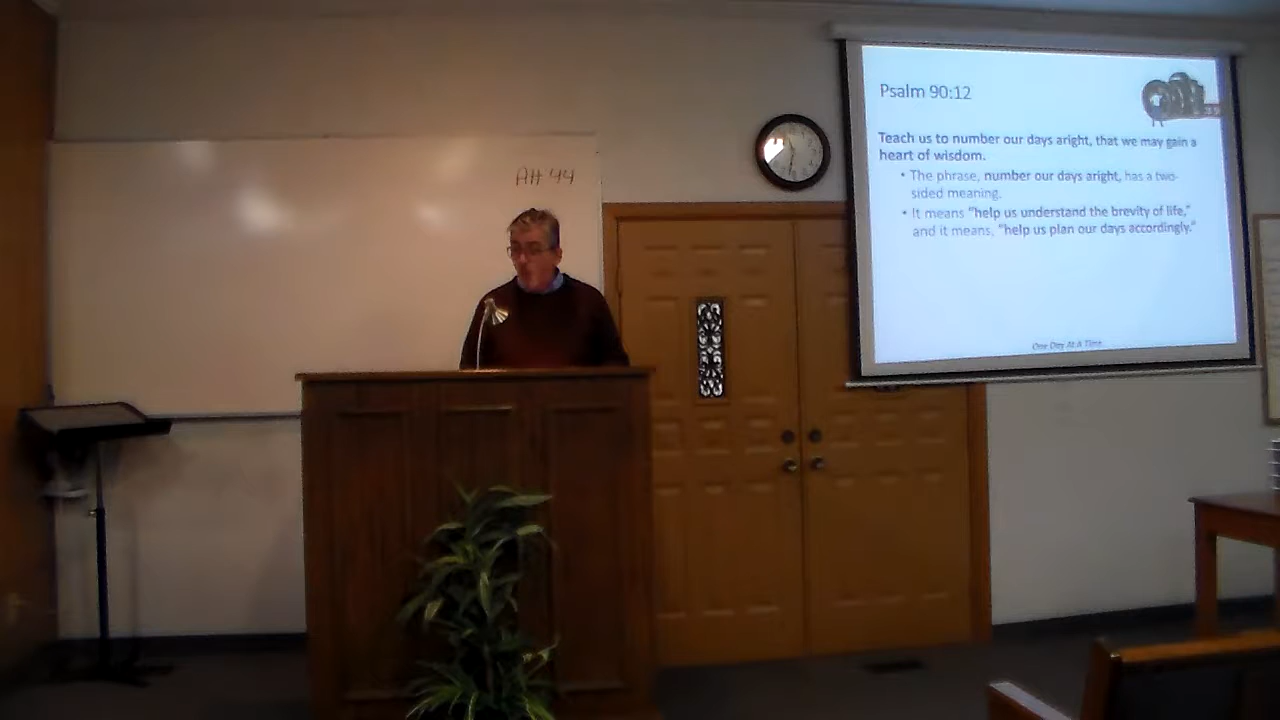 AH 44
Psalm 90:12
Teach us to number our days aright, that we may gain a
heart of wisdom.
• The phrase, number our days aright, has a two-
sided meaning.
• It means "help us understand the brevity of life,"
and it means, "help us plan our days accordingly."
One Day At A Time